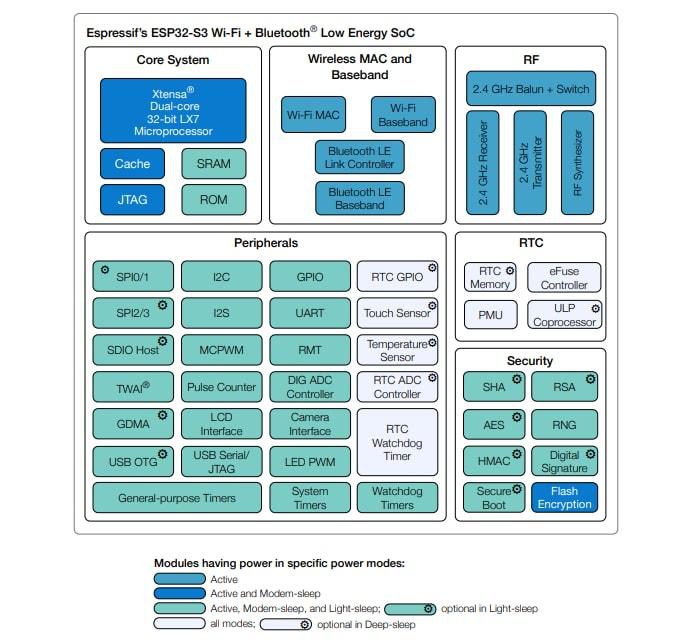 Espressif's ESP32-S3 Wi-Fi + Bluetooth® Low Energy SoC
Core System
Xtensa®
Dual-core
32-bit LX7
Microprocessor
Cache
SRAM
JTAG
ROM
Wireless MAC and
Baseband
Wi-Fi MAC
Wi-Fi
Baseband
Bluetooth LE
Link Controller
Bluetooth LE
Baseband
RF
2.4 GHz Balun + Switch
2.4 GHz Receiver
2.4 GHz
Transmitter
RF Synthesizer
Peripherals
SPI0/1
I2C
GPIO
RTC GPIO
SPI2/3
I2S
UART
Touch Sensor
SDIO Host
MCPWM
RMT
Temperature
Sensor
TWAI®
Pulse Counter
DIG ADC
Controller
RTC ADC
Controller
GDMA
LCD
Interface
Camera
Interface
RTC
Watchdog
Timer
USB OTG
USB Serial/
JTAG
LED PWM
General-purpose Timers
System
Timers
Watchdog
Timers
RTC
RTC
Memory
eFuse
Controller
PMU
ULP
Coprocessor
Security
SHA
RSA
AES
RNG
HMAC
Digital
Signature
Secure
Boot
Flash
Encryption
Modules having power in specific power modes:
Active
Active and Modem-sleep
Active, Modem-sleep, and Light-sleep; optional in Light-sleep
all modes; optional in Deep-sleep